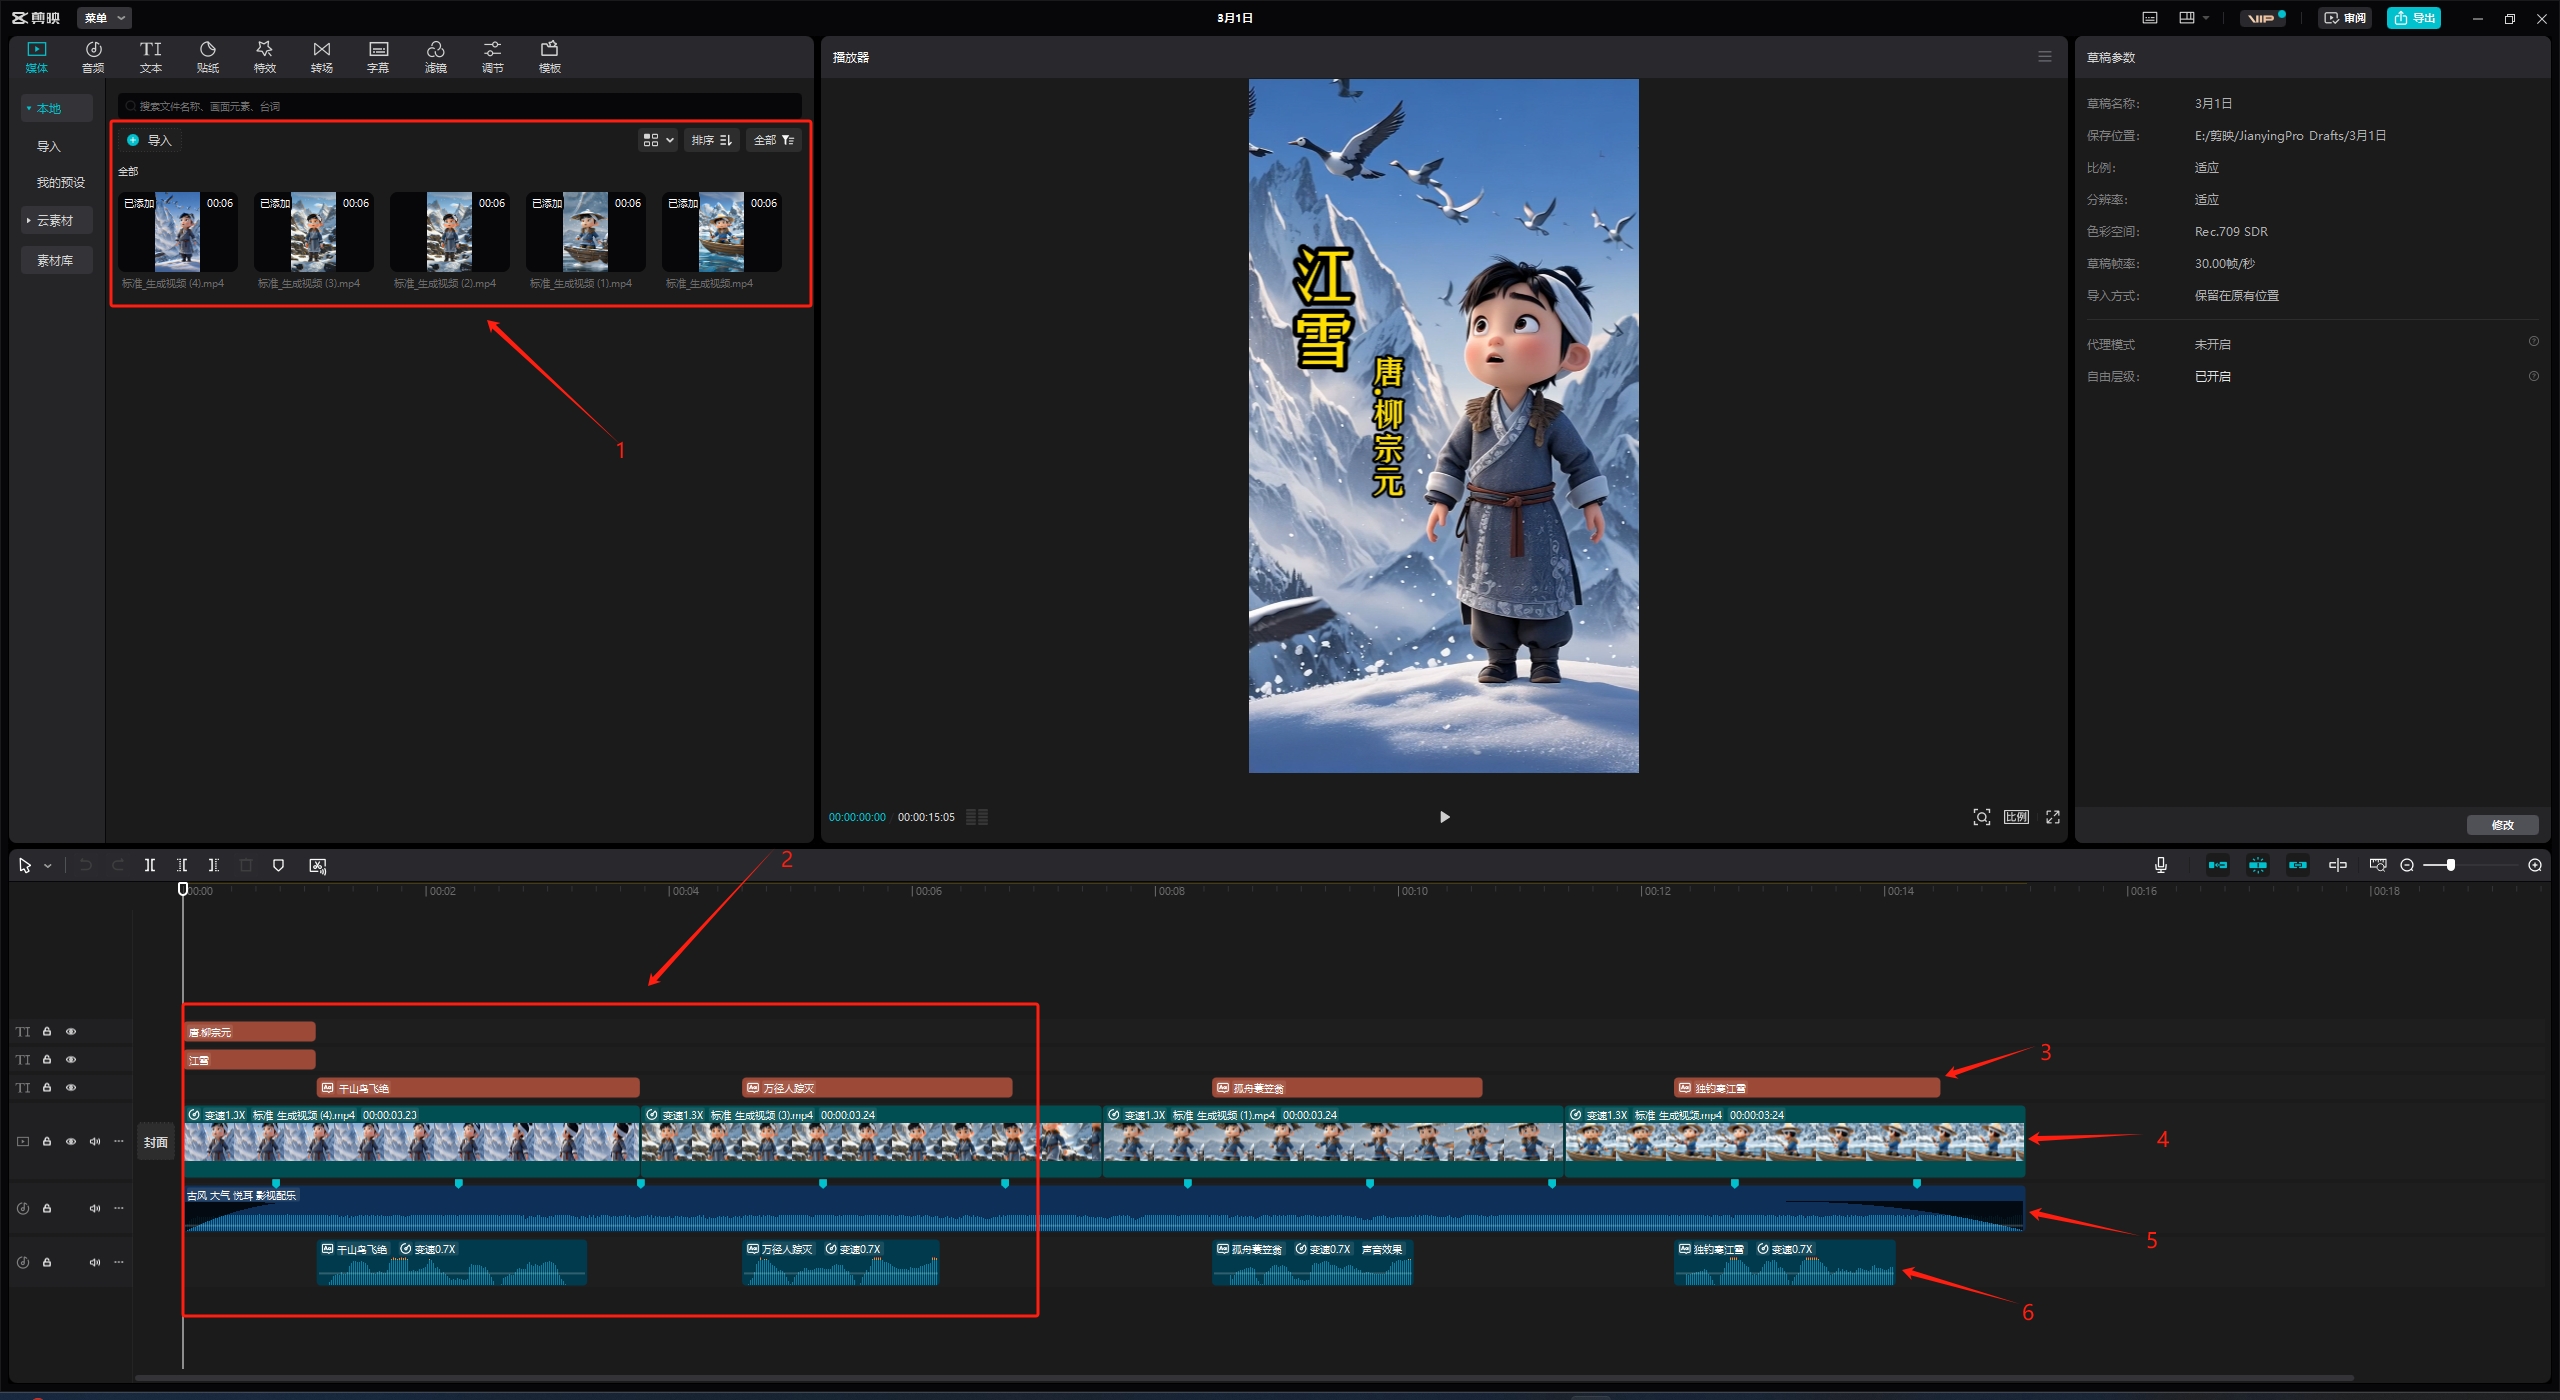 剪映 菜单 3月1日 VIP 审阅 导出
媒体 音频 文本 贴纸 特效 转场 字幕 滤镜 调节 模板
本地
导入
我的预设
云素材
素材库
搜索文件名称、画面元素、台词
导入 排序 全部
全部
已添加 00:06 已添加 00:06 00:06 已添加 00:06 已添加 00:06
标准_生成视频 (4).mp4 标准_生成视频 (3).mp4 标准_生成视频 (2).mp4 标准_生成视频 (1).mp4 标准_生成视频.mp4
1
播放器
江雪
唐.柳宗元
00:00:00:00 / 00:00:15:05 比例
草稿参数
草稿名称： 3月1日
保存位置： E:/剪映/JianyingPro Drafts/3月1日
比例： 适应
分辨率： 适应
色彩空间： Rec.709 SDR
草稿帧率： 30.00帧/秒
导入方式： 保留在原有位置
代理模式 未开启
自由层级： 已开启
修改
2
00:00 00:02 00:04 00:06 00:08 00:10 00:12 00:14 00:16 00:18
TI 唐.柳宗元
TI 江雪
3
TI 千山鸟飞绝 万径人踪灭 孤舟蓑笠翁 独钓寒江雪
变速1.3X 标准_生成视频 (4).mp4 00:00:03:23 变速1.3X 标准_生成视频 (3).mp4 00:00:03:24 变速1.3X 标准_生成视频 (1).mp4 00:00:03:24 变速1.3X 标准_生成视频.mp4 00:00:03:24
封面
4
古风 大气 悦耳 影视配乐
5
千山鸟飞绝 变速0.7X 万径人踪灭 变速0.7X 孤舟蓑笠翁 变速0.7X 声音效果 独钓寒江雪 变速0.7X
6